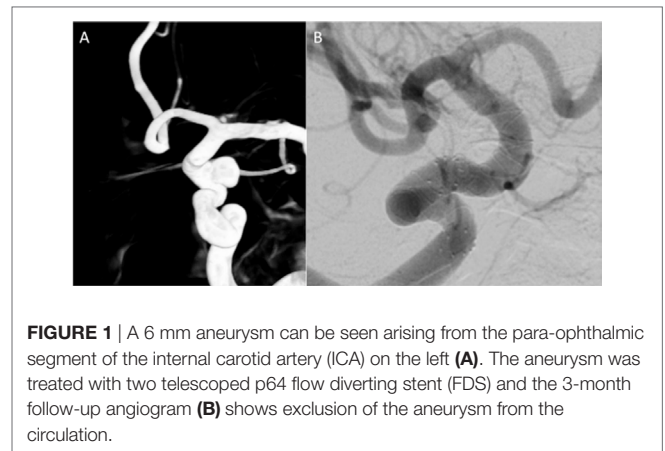 A
B
FIGURE 1 | A 6 mm aneurysm can be seen arising from the para-ophthalmic
segment of the internal carotid artery (ICA) on the left (A). The aneurysm was
treated with two telescoped p64 flow diverting stent (FDS) and the 3-month
follow-up angiogram (B) shows exclusion of the aneurysm from the
circulation.